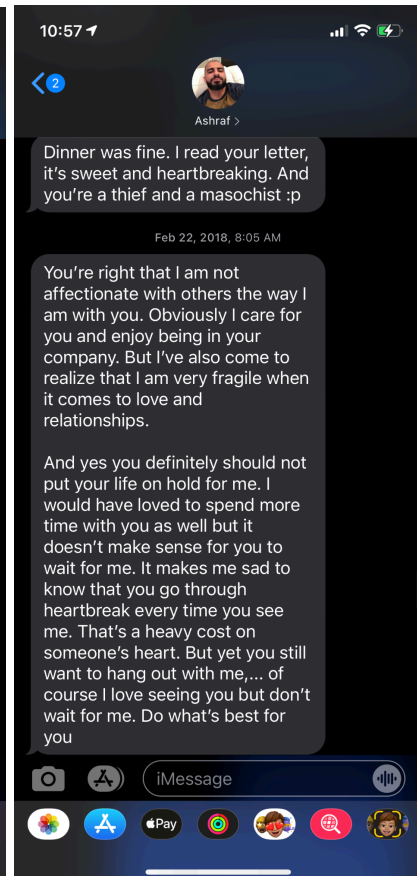 10:57
2
Ashraf >
Dinner was fine. I read your letter,
it's sweet and heartbreaking. And
you're a thief and a masochist :p
Feb 22, 2018, 8:05 AM
You're right that I am not
affectionate with others the way I
am with you. Obviously I care for
you and enjoy being in your
company. But I've also come to
realize that I am very fragile when
it comes to love and
relationships.
And yes you definitely should not
put your life on hold for me. I
would have loved to spend more
time with you as well but it
doesn't make sense for you to
wait for me. It makes me sad to
know that you go through
heartbreak every time you see
me. That's a heavy cost on
someone's heart. But yet you still
want to hang out with me,... of
course I love seeing you but don't
wait for me. Do what's best for
you
iMessage
Pay